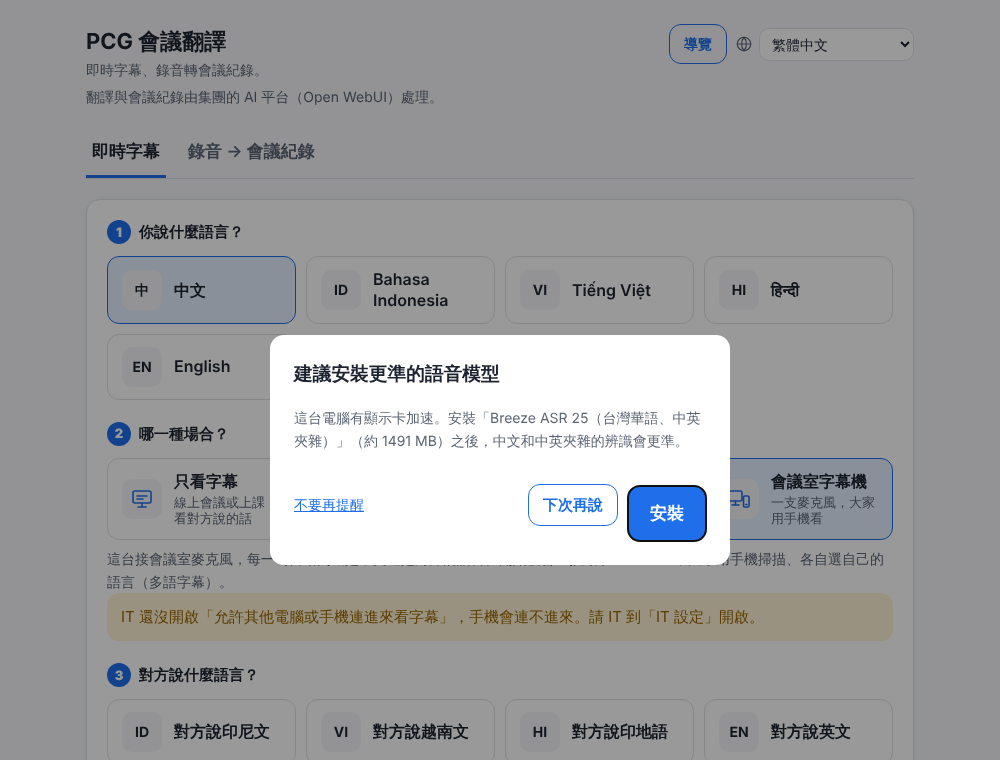 PCG 會議翻譯
即時字幕、錄音轉會議紀錄。
翻譯與會議紀錄由集團的 AI 平台（Open WebUI）處理。
導覽
繁體中文
即時字幕
錄音 → 會議紀錄
1 你說什麼語言？
中 中文
ID Bahasa Indonesia
VI Tiếng Việt
HI हिन्दी
EN English
建議安裝更準的語音模型
這台電腦有顯示卡加速。安裝「Breeze ASR 25（台灣華語、中英
夾雜）」（約 1491 MB）之後，中文和中英夾雜的辨識會更準。
不要再提醒
下次再說
安裝
2 哪一種場合？
只看字幕
線上會議或上課
看對方說的話
會議室字幕機
一支麥克風，大家
用手機看
這台接會議室麥克風，每一
用手機掃描、各自選自己的
語言（多語字幕）。
IT 還沒開啟「允許其他電腦或手機連進來看字幕」，手機會連不進來。請 IT 到「IT 設定」開啟。
3 對方說什麼語言？
ID 對方說印尼文
VI 對方說越南文
HI 對方說印地語
EN 對方說英文